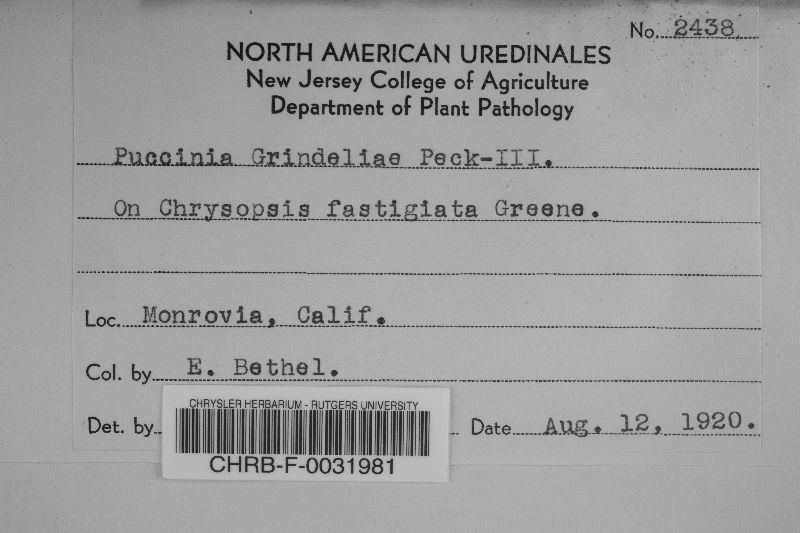 No. 2438
NORTH AMERICAN UREDINALES
New Jersey College of Agriculture
Department of Plant Pathology
Puccinia Grindeliae Peck-III.
On Chrysopsis fastigiata Greene.
Loc. Monrovia, Calif.
Col. by E. Bethel.
Det. by
Date Aug. 12, 1920.
CHRYSLER HERBARIUM - RUTGERS UNIVERSITY
CHRB-F-0031981